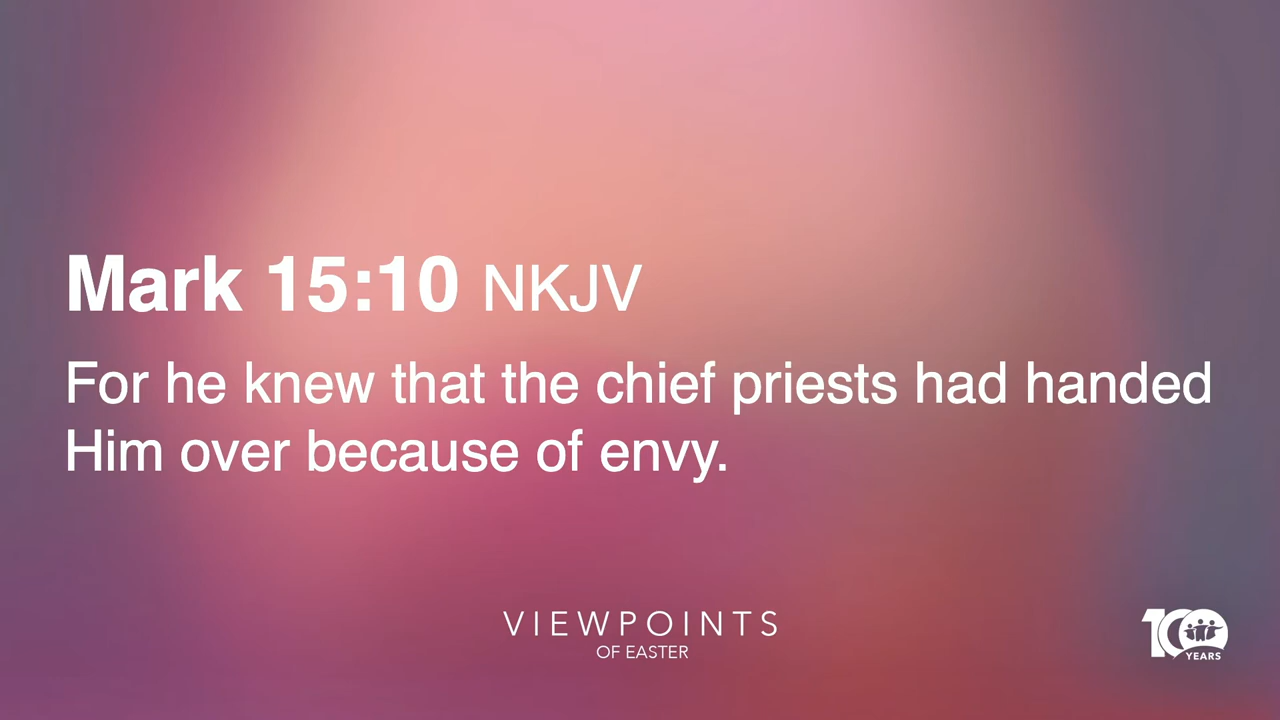 Mark 15:10 NKJV
For he knew that the chief priests had handed
Him over because of envy.
VIEWPOINTS
OF EASTER
100
YEARS